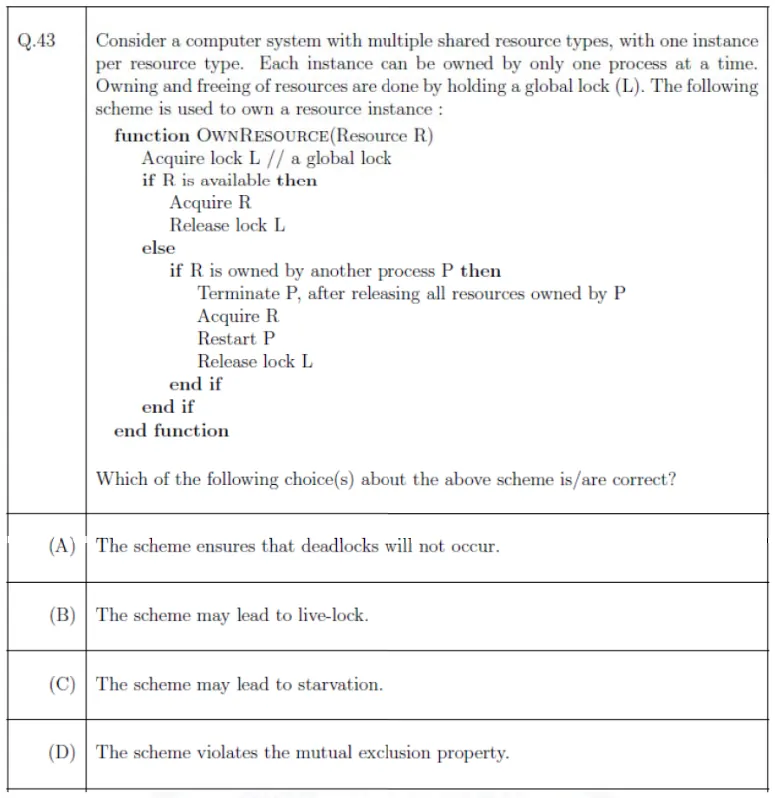 Q.43 Consider a computer system with multiple shared resource types, with one instance
per resource type. Each instance can be owned by only one process at a time.
Owning and freeing of resources are done by holding a global lock (L). The following
scheme is used to own a resource instance :
function OWNRESOURCE(Resource R)
Acquire lock L // a global lock
if R is available then
Acquire R
Release lock L
else
if R is owned by another process P then
Terminate P, after releasing all resources owned by P
Acquire R
Restart P
Release lock L
end if
end if
end function
Which of the following choice(s) about the above scheme is/are correct?
(A) The scheme ensures that deadlocks will not occur.
(B) The scheme may lead to live-lock.
(C) The scheme may lead to starvation.
(D) The scheme violates the mutual exclusion property.